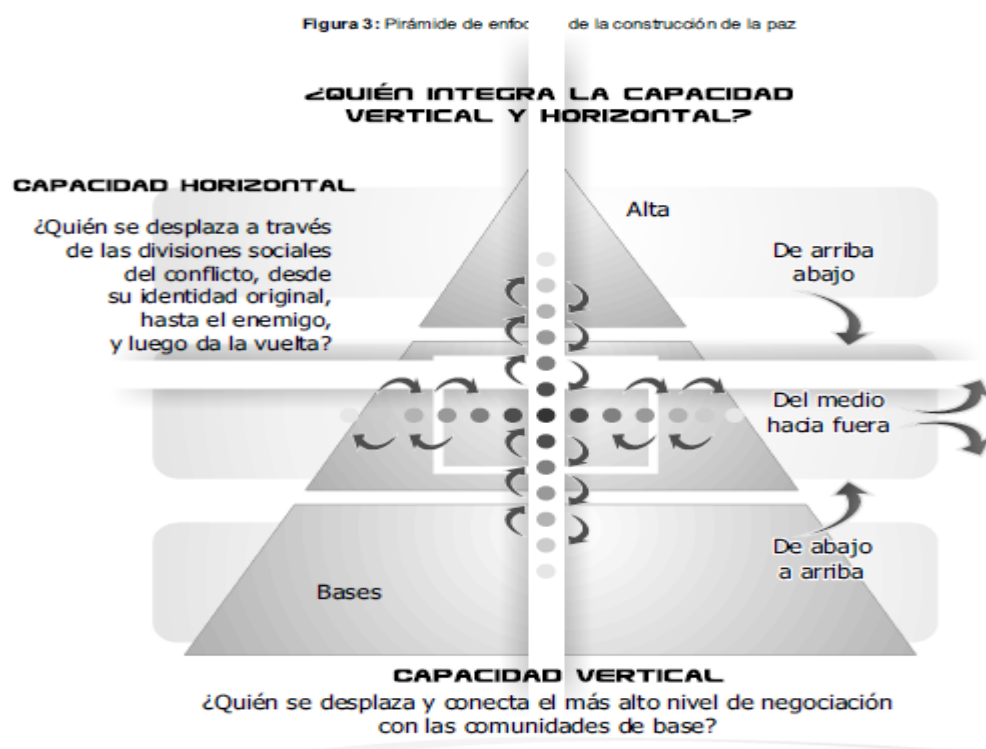 Figura 3: Pirámide de enfoc de la construcción de la paz
¿QUIÉN INTEGRA LA CAPACIDAD
VERTICAL Y HORIZONTAL?
CAPACIDAD HORIZONTAL
¿Quién se desplaza a través
de las divisiones sociales
del conflicto, desde
su identidad original,
hasta el enemigo,
y luego da la vuelta?
Alta
De arriba
abajo
Del medio
hacia fuera
De abajo
a arriba
Bases
CAPACIDAD VERTICAL
¿Quién se desplaza y conecta el más alto nivel de negociación
con las comunidades de base?